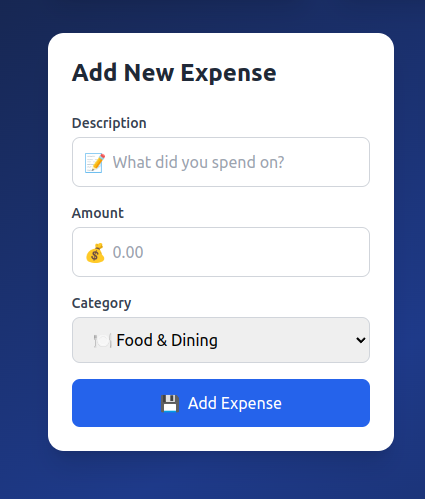 Add New Expense
Description
📝 What did you spend on?
Amount
💰 0.00
Category
🍽️ Food & Dining
💾 Add Expense